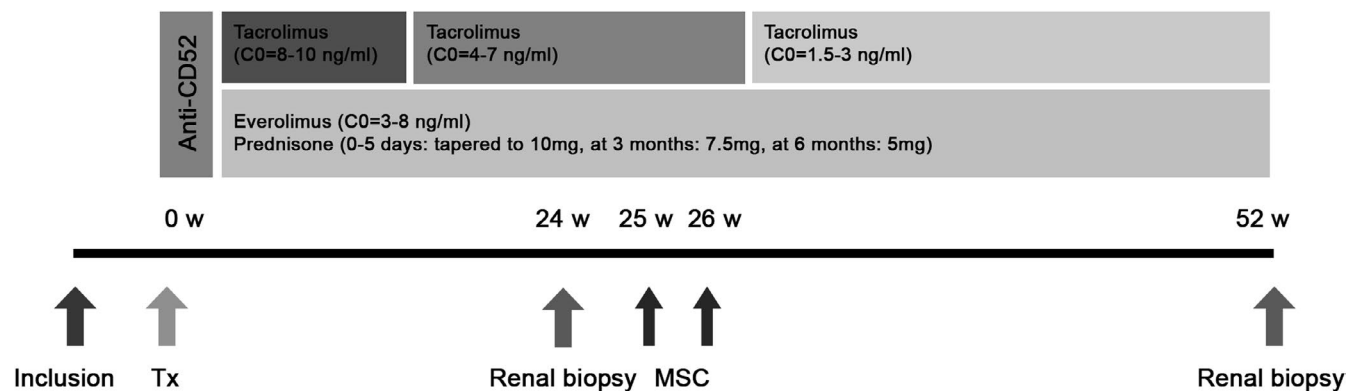 Anti-CD52
Tacrolimus
(C0=8-10 ng/ml)
Tacrolimus
(C0=4-7 ng/ml)
Tacrolimus
(C0=1.5-3 ng/ml)
Everolimus (C0=3-8 ng/ml)
Prednisone (0-5 days: tapered to 10mg, at 3 months: 7.5mg, at 6 months: 5mg)
0 w
24 w
25 w
26 w
52 w
Inclusion
Tx
Renal biopsy
MSC
Renal biopsy